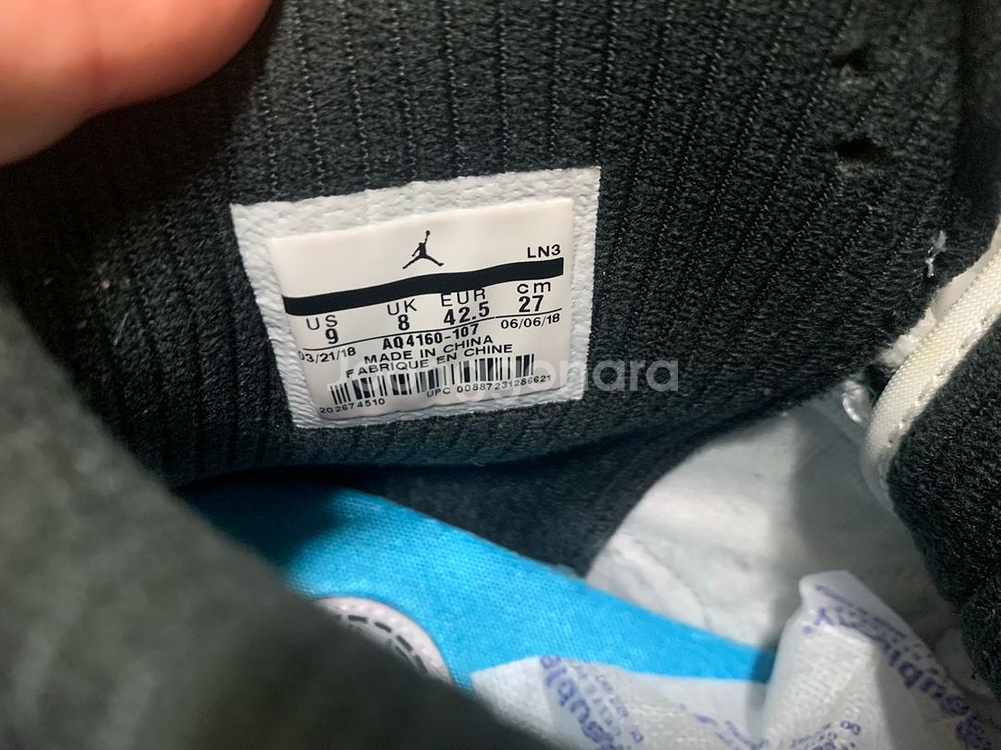 LN3
US UK EUR cm
9 8 42.5 27
03/21/18 AQ4160-107 06/06/18
MADE IN CHINA
FABRIQUE EN CHINE
202674510 UPC 00887231286621